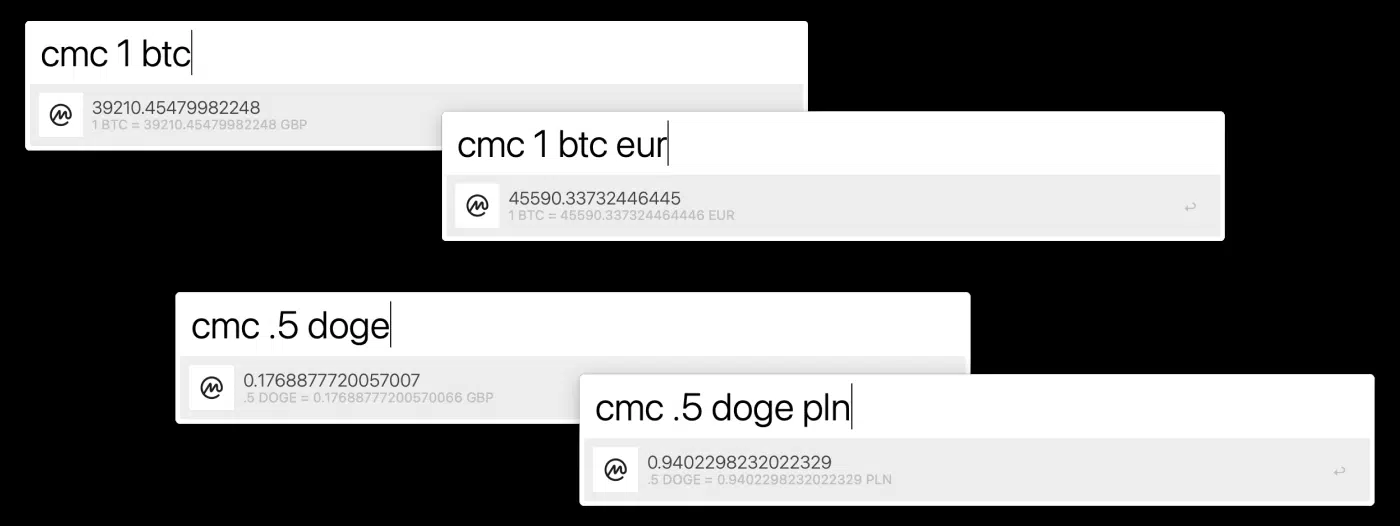 cmc 1 btc
39210.45479982248
1 BTC = 39210.45479982248 GBP
cmc 1 btc eur
45590.33732446445
1 BTC = 45590.337324464446 EUR
cmc .5 doge
0.1768877720057007
.5 DOGE = 0.17688777200570066 GBP
cmc .5 doge pln
0.9402298232022329
.5 DOGE = 0.9402298232022329 PLN